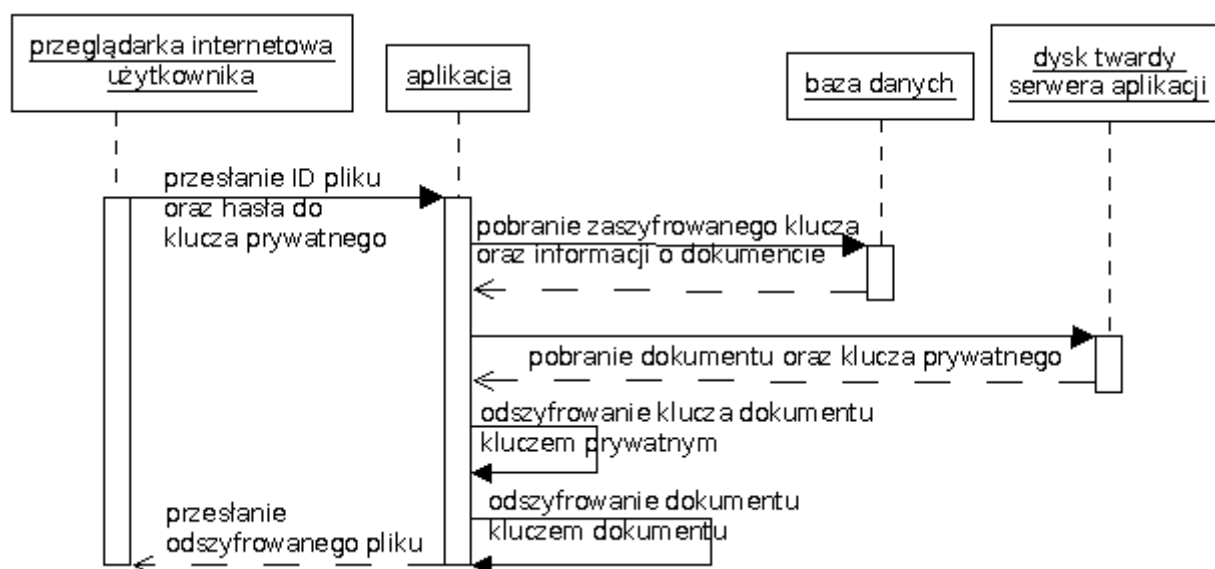 przeglądarka internetowa
użytkownika
aplikacja
baza danych
dysk twardy
serwera aplikacji
przesłanie ID pliku
oraz hasła do
klucza prywatnego
pobranie zaszyfrowanego klucza
oraz informacji o dokumencie
pobranie dokumentu oraz klucza prywatnego
odszyfrowanie klucza dokumentu
kluczem prywatnym
odszyfrowanie dokumentu
kluczem dokumentu
przesłanie
odszyfrowanego pliku